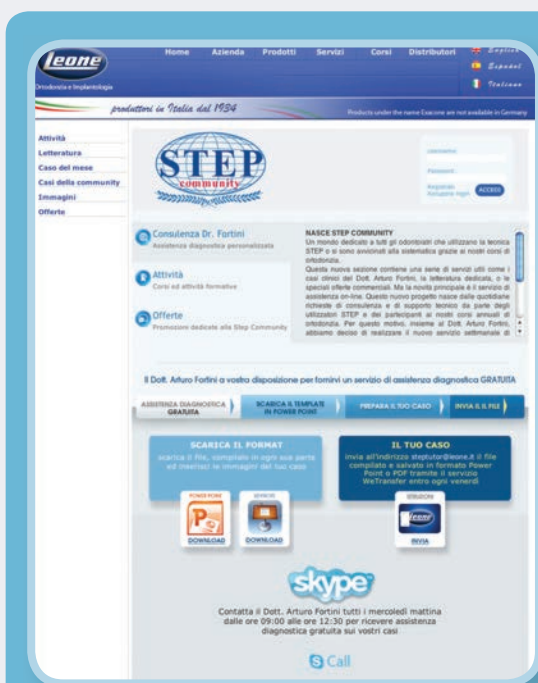 leone
Ortodonzia e Implantologia
Home Azienda Prodotti Servizi Corsi Distributori
English
Español
Italiano
produttori in Italia dal 1934
Products under the name Exacone are not available in Germany
Attività
Letteratura
Caso del mese
Casi della community
Immagini
Offerte
STEP
community
username
Password
Registrati
ACCEDI
Consulenza Dr. Fortini
Assistenza diagnostica personalizzata
Attività
Corsi ed attività formative
Offerte
Promozioni dedicate alla Step Community
NASCE STEP COMMUNITY
Un mondo dedicato a tutti gli odontoiatri che utilizzano la tecnica
STEP o si sono avvicinati alla sistematica grazie ai nostri corsi di
ortodonzia.
Questa nuova sezione contiene una serie di servizi utili come i
casi clinici del Dott. Arturo Fortini, la letteratura dedicata, o le
speciali offerte commerciali. Ma la novità principale è il servizio di
assistenza on-line. Questo nuovo progetto nasce dalle quotidiane
richieste di consulenza e di supporto tecnico da parte degli
utilizzatori STEP e dei partecipanti ai nostri corsi annuali di
ortodonzia. Per questo motivo, insieme al Dott. Arturo Fortini,
abbiamo deciso di realizzare il nuovo servizio settimanale di
Il Dott. Arturo Fortini a vostra disposizione per fornirvi un servizio di assistenza diagnostica GRATUITA
ASSISTENZA DIAGNOSTICA
GRATUITA
SCARICA IL TEMPLATE
IN POWER POINT
PREPARA IL TUO CASO
INVIA IL IL FILE
SCARICA IL FORMAT
scarica il file, compilalo in ogni sua parte
ed inserisci le immagini del tuo caso
POWER POINT
DOWNLOAD
KEYNOTE
DOWNLOAD
IL TUO CASO
invia all'indirizzo steptutor@leone.it il file
compilato e salvato in formato Power
Point o PDF tramite il servizio
WeTransfer entro ogni venerdì
ISTRUZIONI
leone
INVIA
skype
Contatta il Dott. Arturo Fortini tutti i mercoledì mattina
dalle ore 09:00 alle ore 12:30 per ricevere assistenza
diagnostica gratuita sui vostri casi
Call